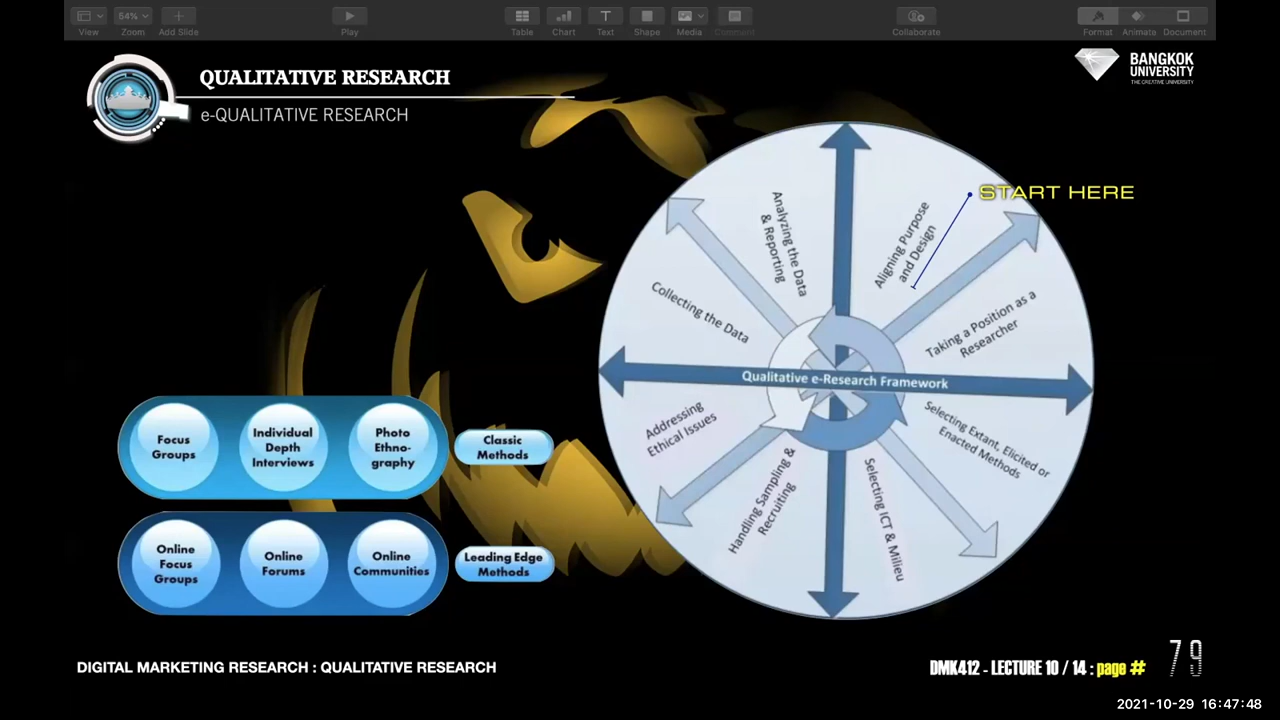 View
54%
Zoom
Add Slide
Play
Table
Chart
Text
Shape
Media
Comment
Collaborate
Format
Animate
Document
QUALITATIVE RESEARCH
e-QUALITATIVE RESEARCH
BANGKOK
UNIVERSITY
THE CREATIVE UNIVERSITY
START HERE
Aligning Purpose
and Design
Taking a Position as a
Researcher
Selecting Extant, Elicited or
Enacted Methods
Selecting ICT & Milieu
Handling Sampling &
Recruiting
Addressing
Ethical Issues
Collecting the Data
Analyzing the Data
& Reporting
Qualitative e-Research Framework
Focus
Groups
Individual
Depth
Interviews
Photo
Ethno-
graphy
Classic
Methods
Online
Focus
Groups
Online
Forums
Online
Communities
Leading Edge
Methods
DIGITAL MARKETING RESEARCH : QUALITATIVE RESEARCH
DMK412 - LECTURE 10 / 14 : page #
79
2021-10-29 16:47:48